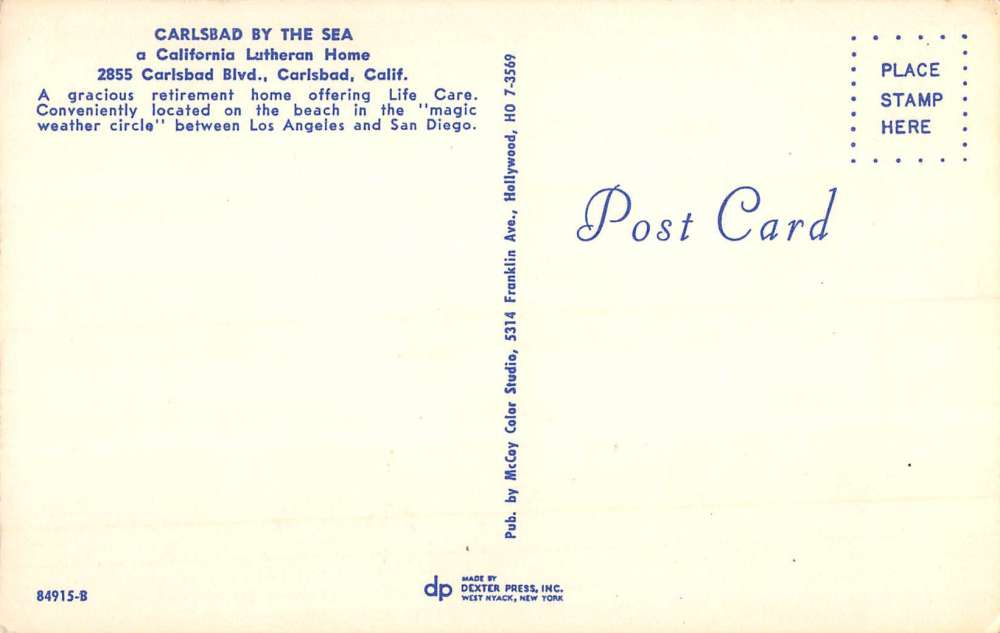 CARLSBAD BY THE SEA
a California Lutheran Home
2855 Carlsbad Blvd., Carlsbad, Calif.
A gracious retirement home offering Life Care.
Conveniently located on the beach in the "magic
weather circle" between Los Angeles and San Diego.
Pub. by McCoy Color Studio, 5314 Franklin Ave., Hollywood, HO 7-3569
PLACE
STAMP
HERE
Post Card
84915-B
dp
MADE BY
DEXTER PRESS, INC.
WEST NYACK, NEW YORK